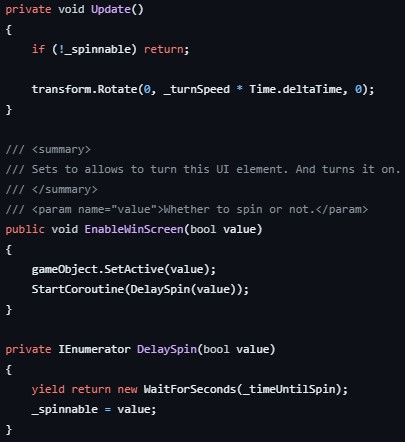 private void Update()
{
    if (!_spinnable) return;

    transform.Rotate(0, _turnSpeed * Time.deltaTime, 0);
}

/// <summary>
/// Sets to allows to turn this UI element. And turns it on.
/// </summary>
/// <param name="value">Whether to spin or not.</param>
public void EnableWinScreen(bool value)
{
    gameObject.SetActive(value);
    StartCoroutine(DelaySpin(value));
}

private IEnumerator DelaySpin(bool value)
{
    yield return new WaitForSeconds(_timeUntilSpin);
    _spinnable = value;
}